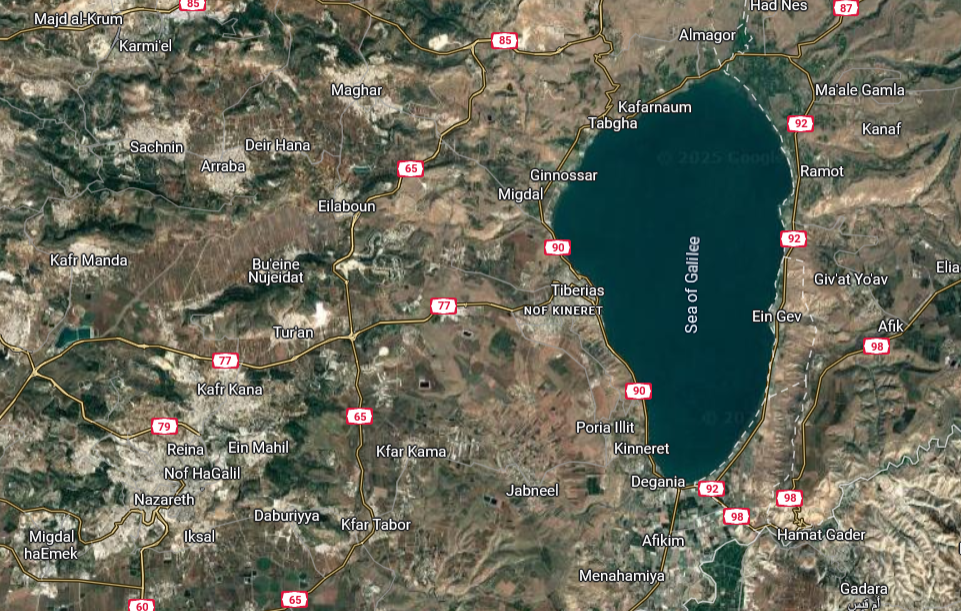 Had Nes
85
87
Majd al-Krum
Almagor
85
Karmi'el
Maghar
Ma'ale Gamla
Kafarnaum
Tabgha
92
Kanaf
Sachnin
Deir Hana
© 2025 Google
Arraba
65
Ginnossar
Ramot
Migdal
Eilaboun
90
92
Kafr Manda
Bu'eine
Nujeidat
Sea of Galilee
Giv'at Yo'av
Elia
Tiberias
77
NOF KINERET
Ein Gev
Tur'an
Afik
98
77
Kafr Kana
90
65
79
Poria Illit
Reina
Ein Mahil
Kfar Kama
Kinneret
Nof HaGalil
Degania
Jabneel
92
Nazareth
98
Daburiyya
Kfar Tabor
98
Migdal
haEmek
Iksal
Afikim
Hamat Gader
Menahamiya
Gadara
أم قيس
65
60